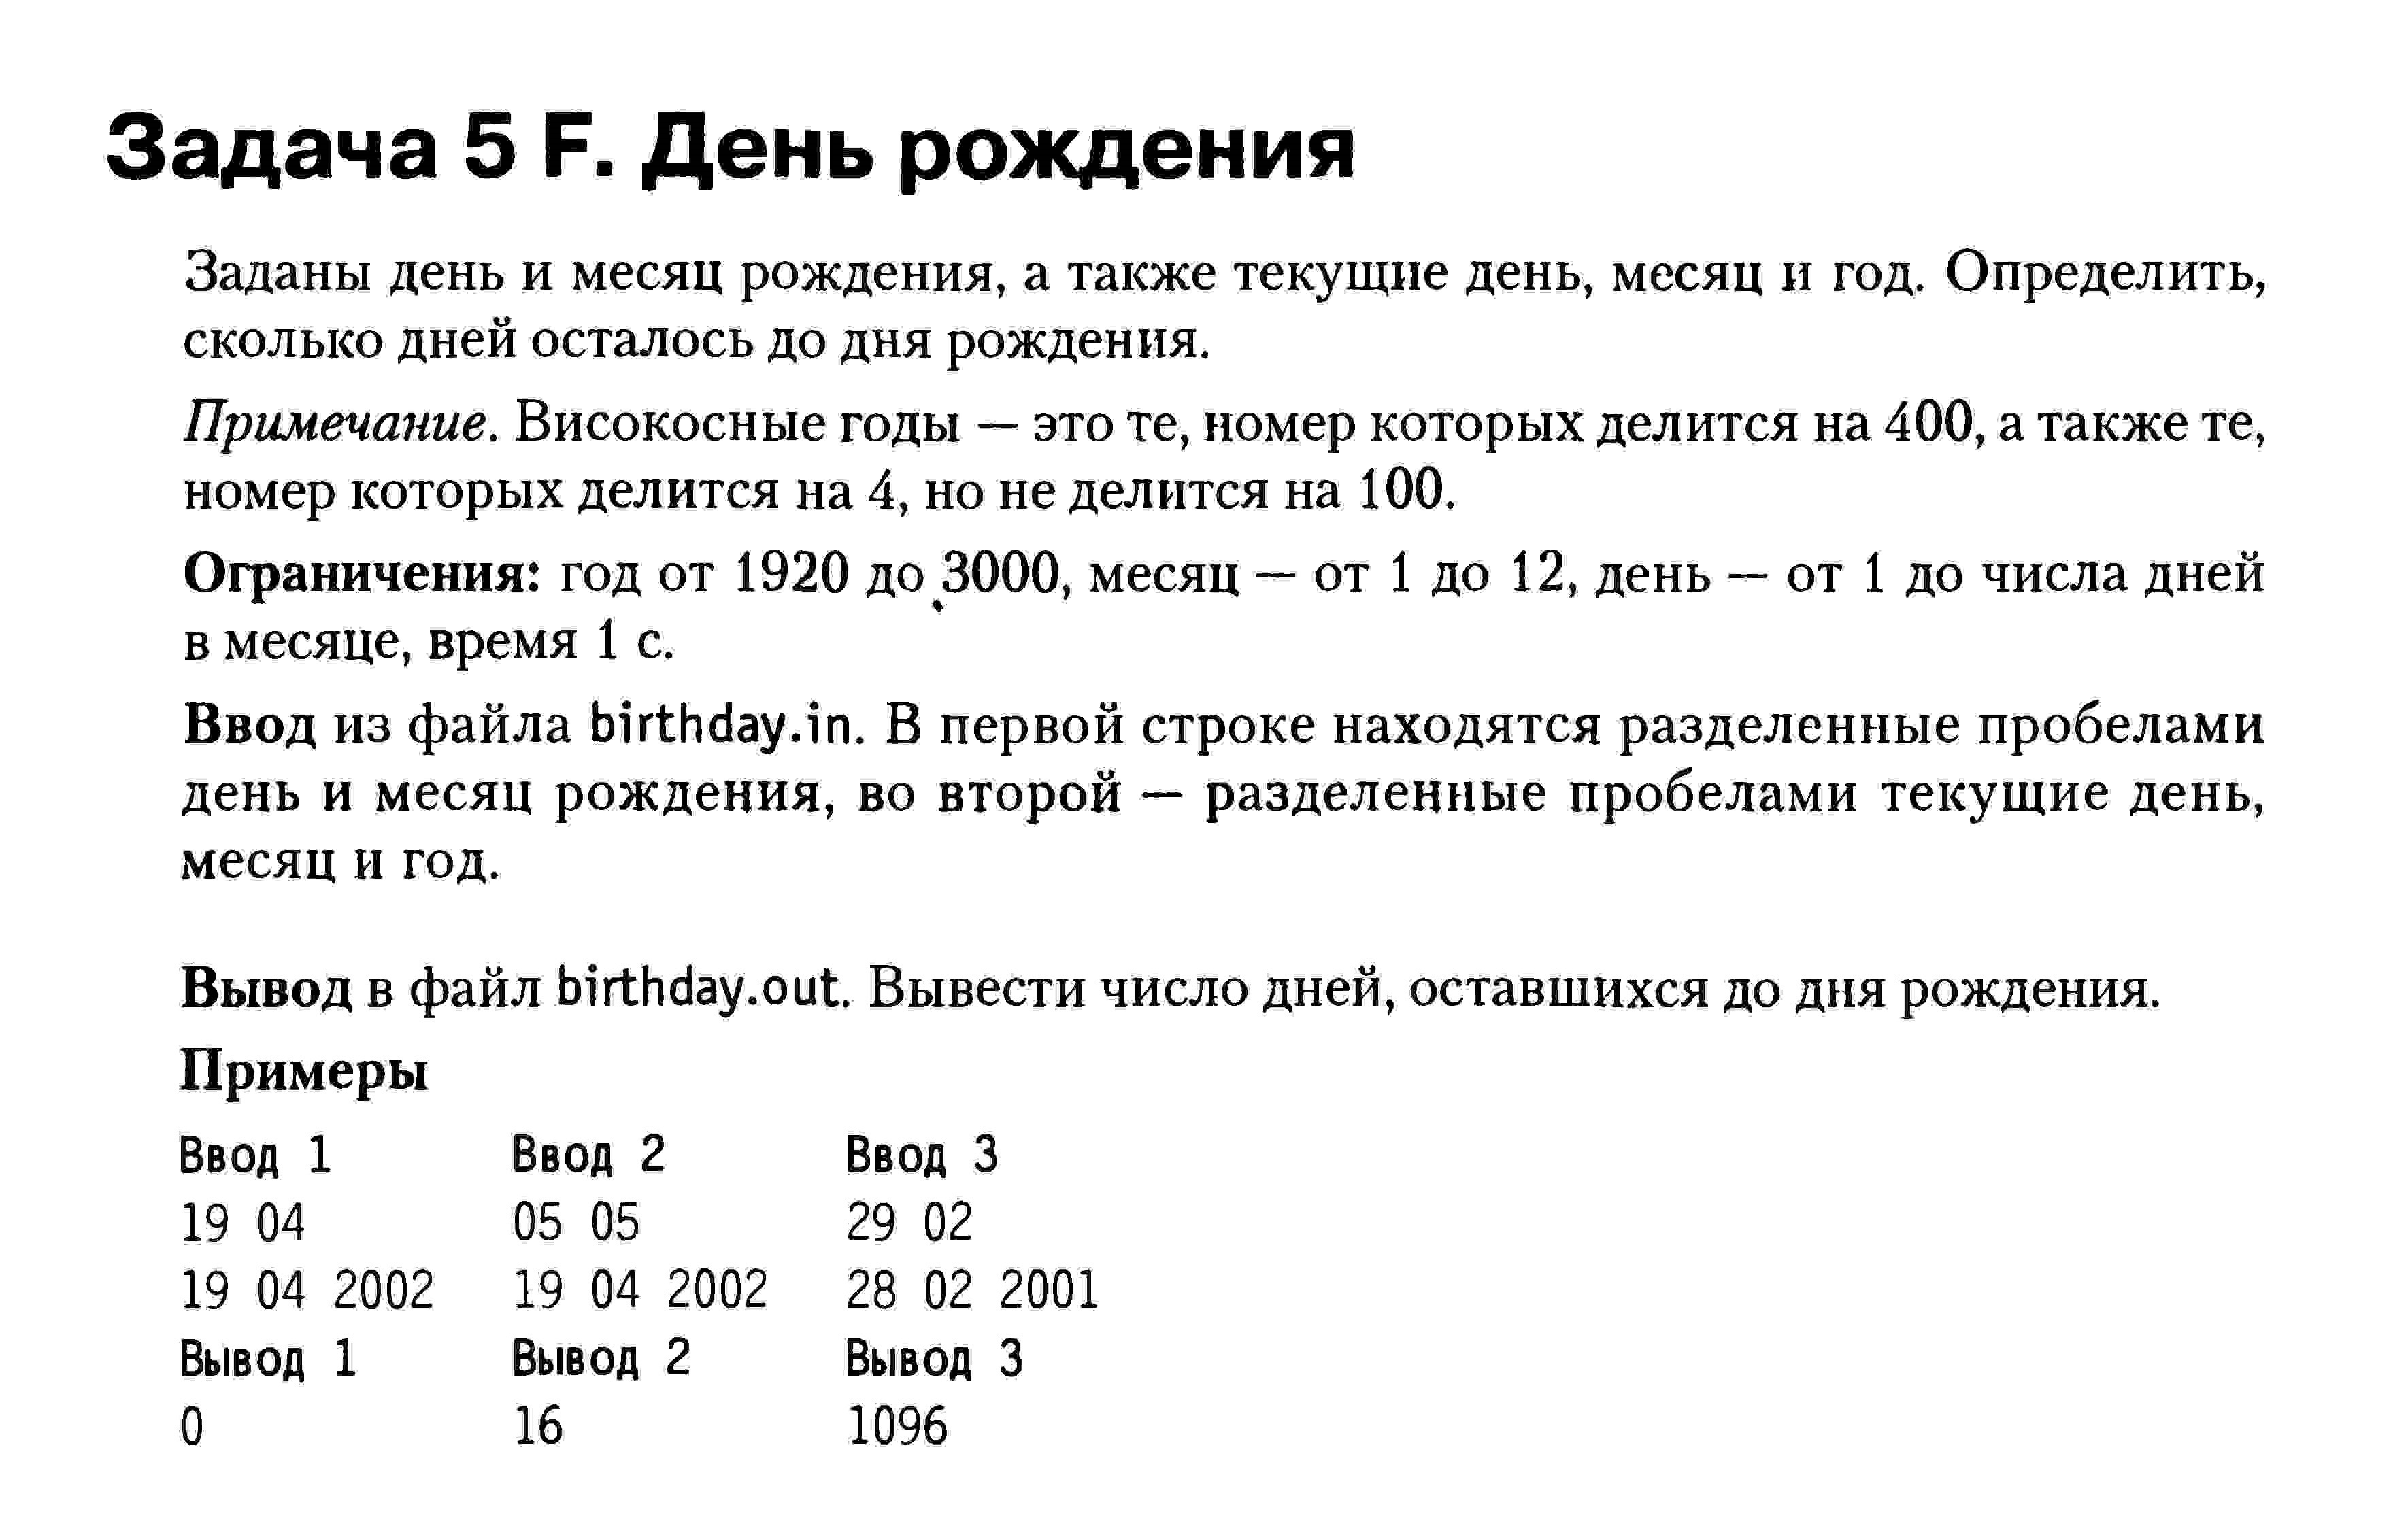 Задача 5 F. День рождения
Заданы день и месяц рождения, а также текущие день, месяц и год. Определить,
сколько дней осталось до дня рождения.
Примечание. Високосные годы — это те, номер которых делится на 400, а также те,
номер которых делится на 4, но не делится на 100.
Ограничения: год от 1920 до 3000, месяц — от 1 до 12, день — от 1 до числа дней
в месяце, время 1 с.
Ввод из файла birthday.in. В первой строке находятся разделенные пробелами
день и месяц рождения, во второй — разделенные пробелами текущие день,
месяц и год.
Вывод в файл birthday.out. Вывести число дней, оставшихся до дня рождения.
Примеры
Ввод 1 Ввод 2 Ввод 3
19 04 05 05 29 02
19 04 2002 19 04 2002 28 02 2001
Вывод 1 Вывод 2 Вывод 3
0 16 1096